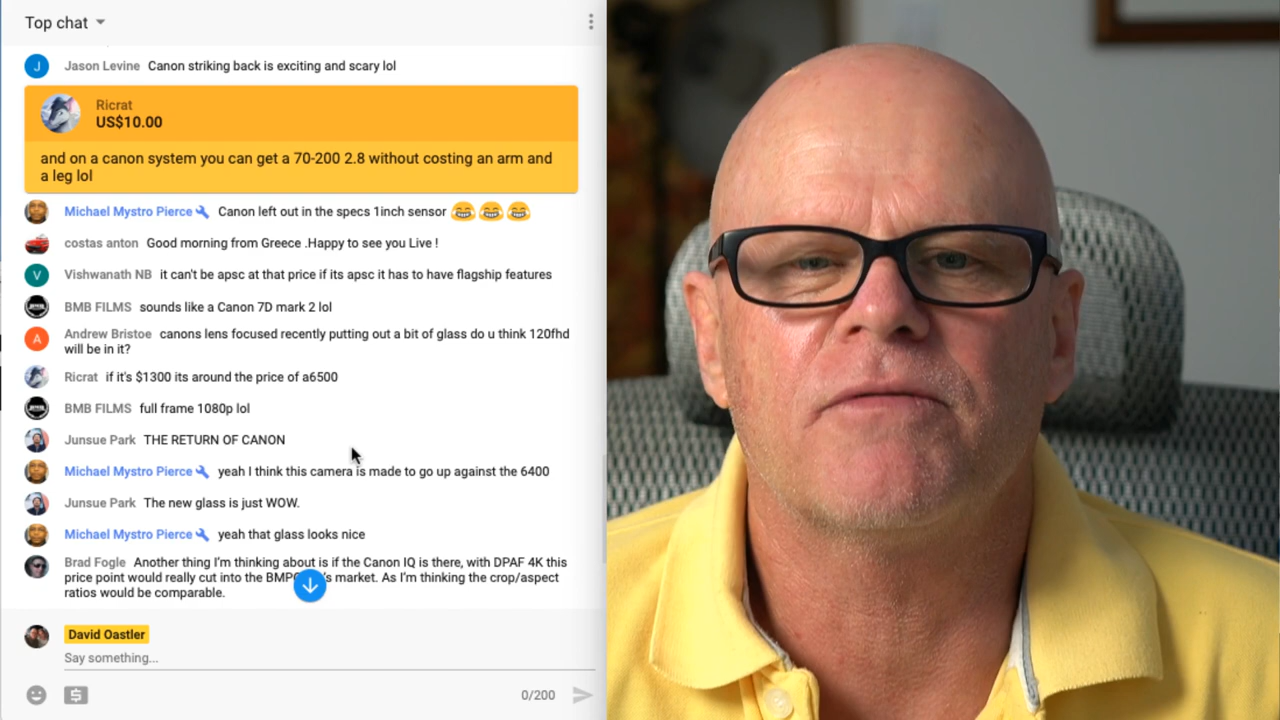 Top chat
J Jason Levine Canon striking back is exciting and scary lol
Ricrat
US$10.00
and on a canon system you can get a 70-200 2.8 without costing an arm and
a leg lol
Michael Mystro Pierce Canon left out in the specs 1inch sensor 😂 😂 😂
costas anton Good morning from Greece .Happy to see you Live !
V Vishwanath NB it can't be apsc at that price if its apsc it has to have flagship features
BMB FILMS sounds like a Canon 7D mark 2 lol
A Andrew Bristoe canons lens focused recently putting out a bit of glass do u think 120fhd
will be in it?
Ricrat if it's $1300 its around the price of a6500
BMB FILMS full frame 1080p lol
Junsue Park THE RETURN OF CANON
Michael Mystro Pierce yeah I think this camera is made to go up against the 6400
Junsue Park The new glass is just WOW.
Michael Mystro Pierce yeah that glass looks nice
Brad Fogle Another thing I'm thinking about is if the Canon IQ is there, with DPAF 4K this
price point would really cut into the market. As I'm thinking the crop/aspect
ratios would be comparable.
David Oastler
Say something...
0/200